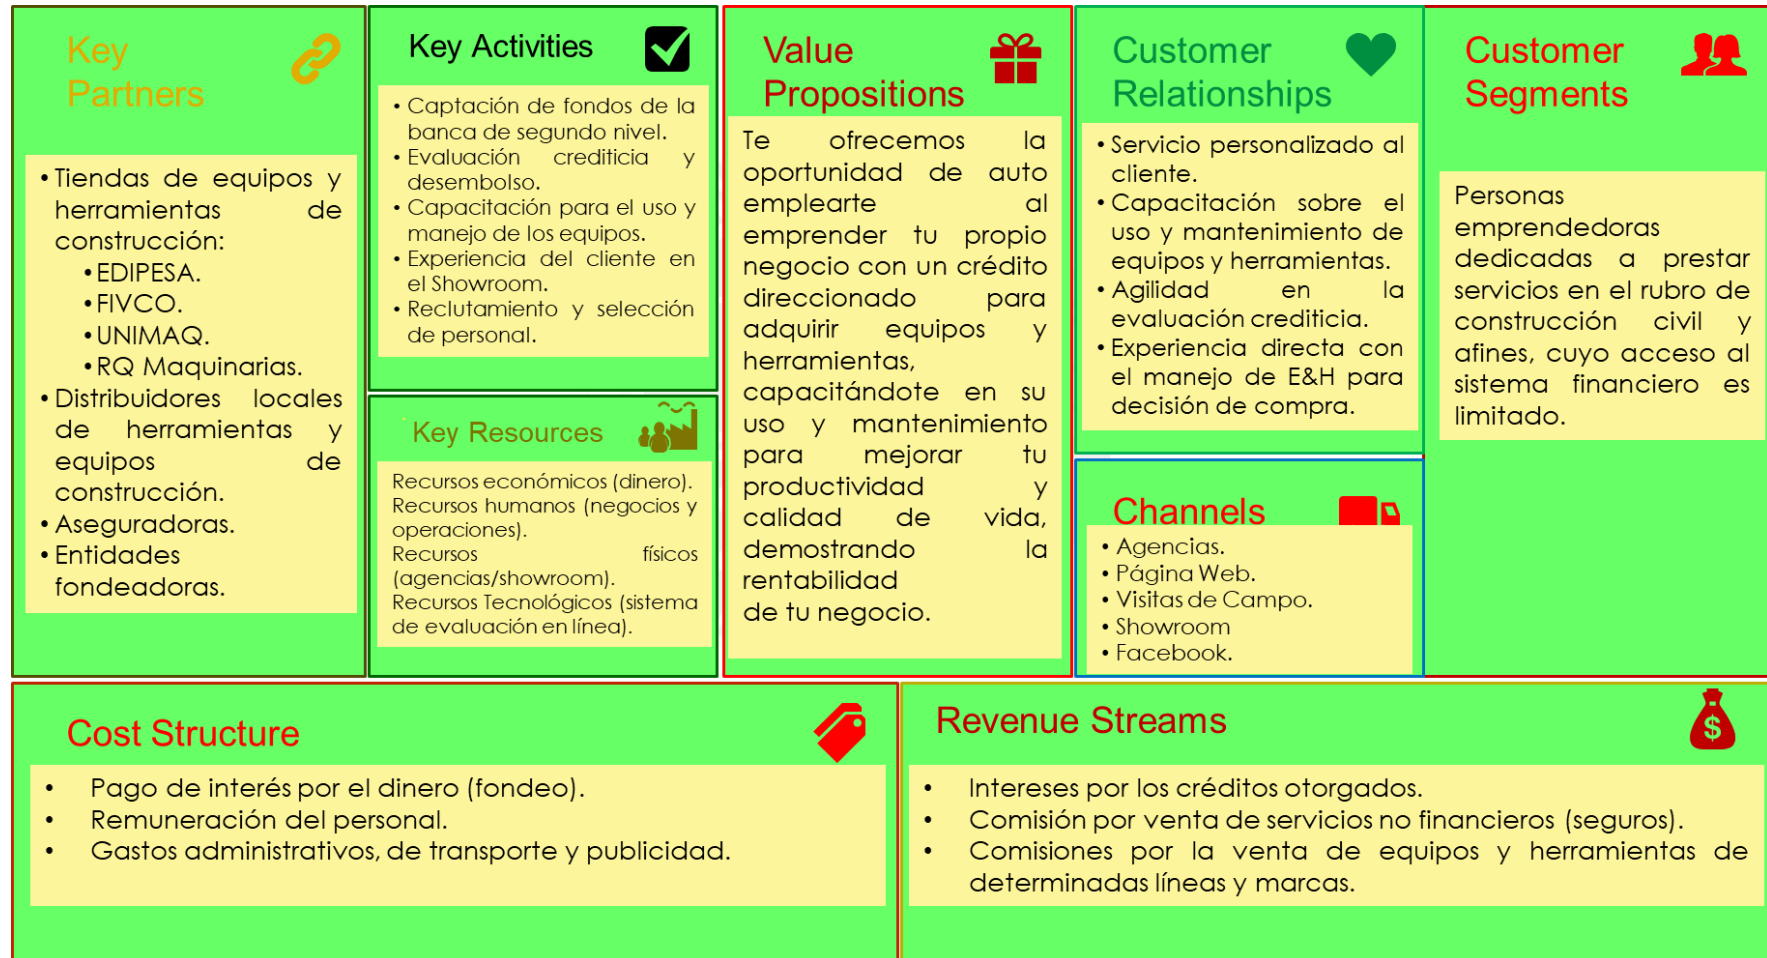 Key
Partners
• Tiendas de equipos y
herramientas de
construcción:
• EDIPESA.
• FIVCO.
• UNIMAQ.
• RQ Maquinarias.
• Distribuidores locales
de herramientas y
equipos de
construcción.
• Aseguradoras.
• Entidades
fondeadoras.
Key Activities
• Captación de fondos de la
banca de segundo nivel.
• Evaluación crediticia y
desembolso.
• Capacitación para el uso y
manejo de los equipos.
• Experiencia del cliente en
el Showroom.
• Reclutamiento y selección
de personal.
Key Resources
Recursos económicos (dinero).
Recursos humanos (negocios y
operaciones).
Recursos físicos
(agencias/showroom).
Recursos Tecnológicos (sistema
de evaluación en línea).
Value
Propositions
Te ofrecemos la
oportunidad de auto
emplearte al
emprender tu propio
negocio con un crédito
direccionado para
adquirir equipos y
herramientas,
capacitándote en su
uso y mantenimiento
para mejorar tu
productividad y
calidad de vida,
demostrando la
rentabilidad
de tu negocio.
Customer
Relationships
• Servicio personalizado al
cliente.
• Capacitación sobre el
uso y mantenimiento de
equipos y herramientas.
• Agilidad en la
evaluación crediticia.
• Experiencia directa con
el manejo de E&H para
decisión de compra.
Channels
• Agencias.
• Página Web.
• Visitas de Campo.
• Showroom
• Facebook.
Customer
Segments
Personas
emprendedoras
dedicadas a prestar
servicios en el rubro de
construcción civil y
afines, cuyo acceso al
sistema financiero es
limitado.
Cost Structure
• Pago de interés por el dinero (fondeo).
• Remuneración del personal.
• Gastos administrativos, de transporte y publicidad.
Revenue Streams
$
• Intereses por los créditos otorgados.
• Comisión por venta de servicios no financieros (seguros).
• Comisiones por la venta de equipos y herramientas de
determinadas líneas y marcas.